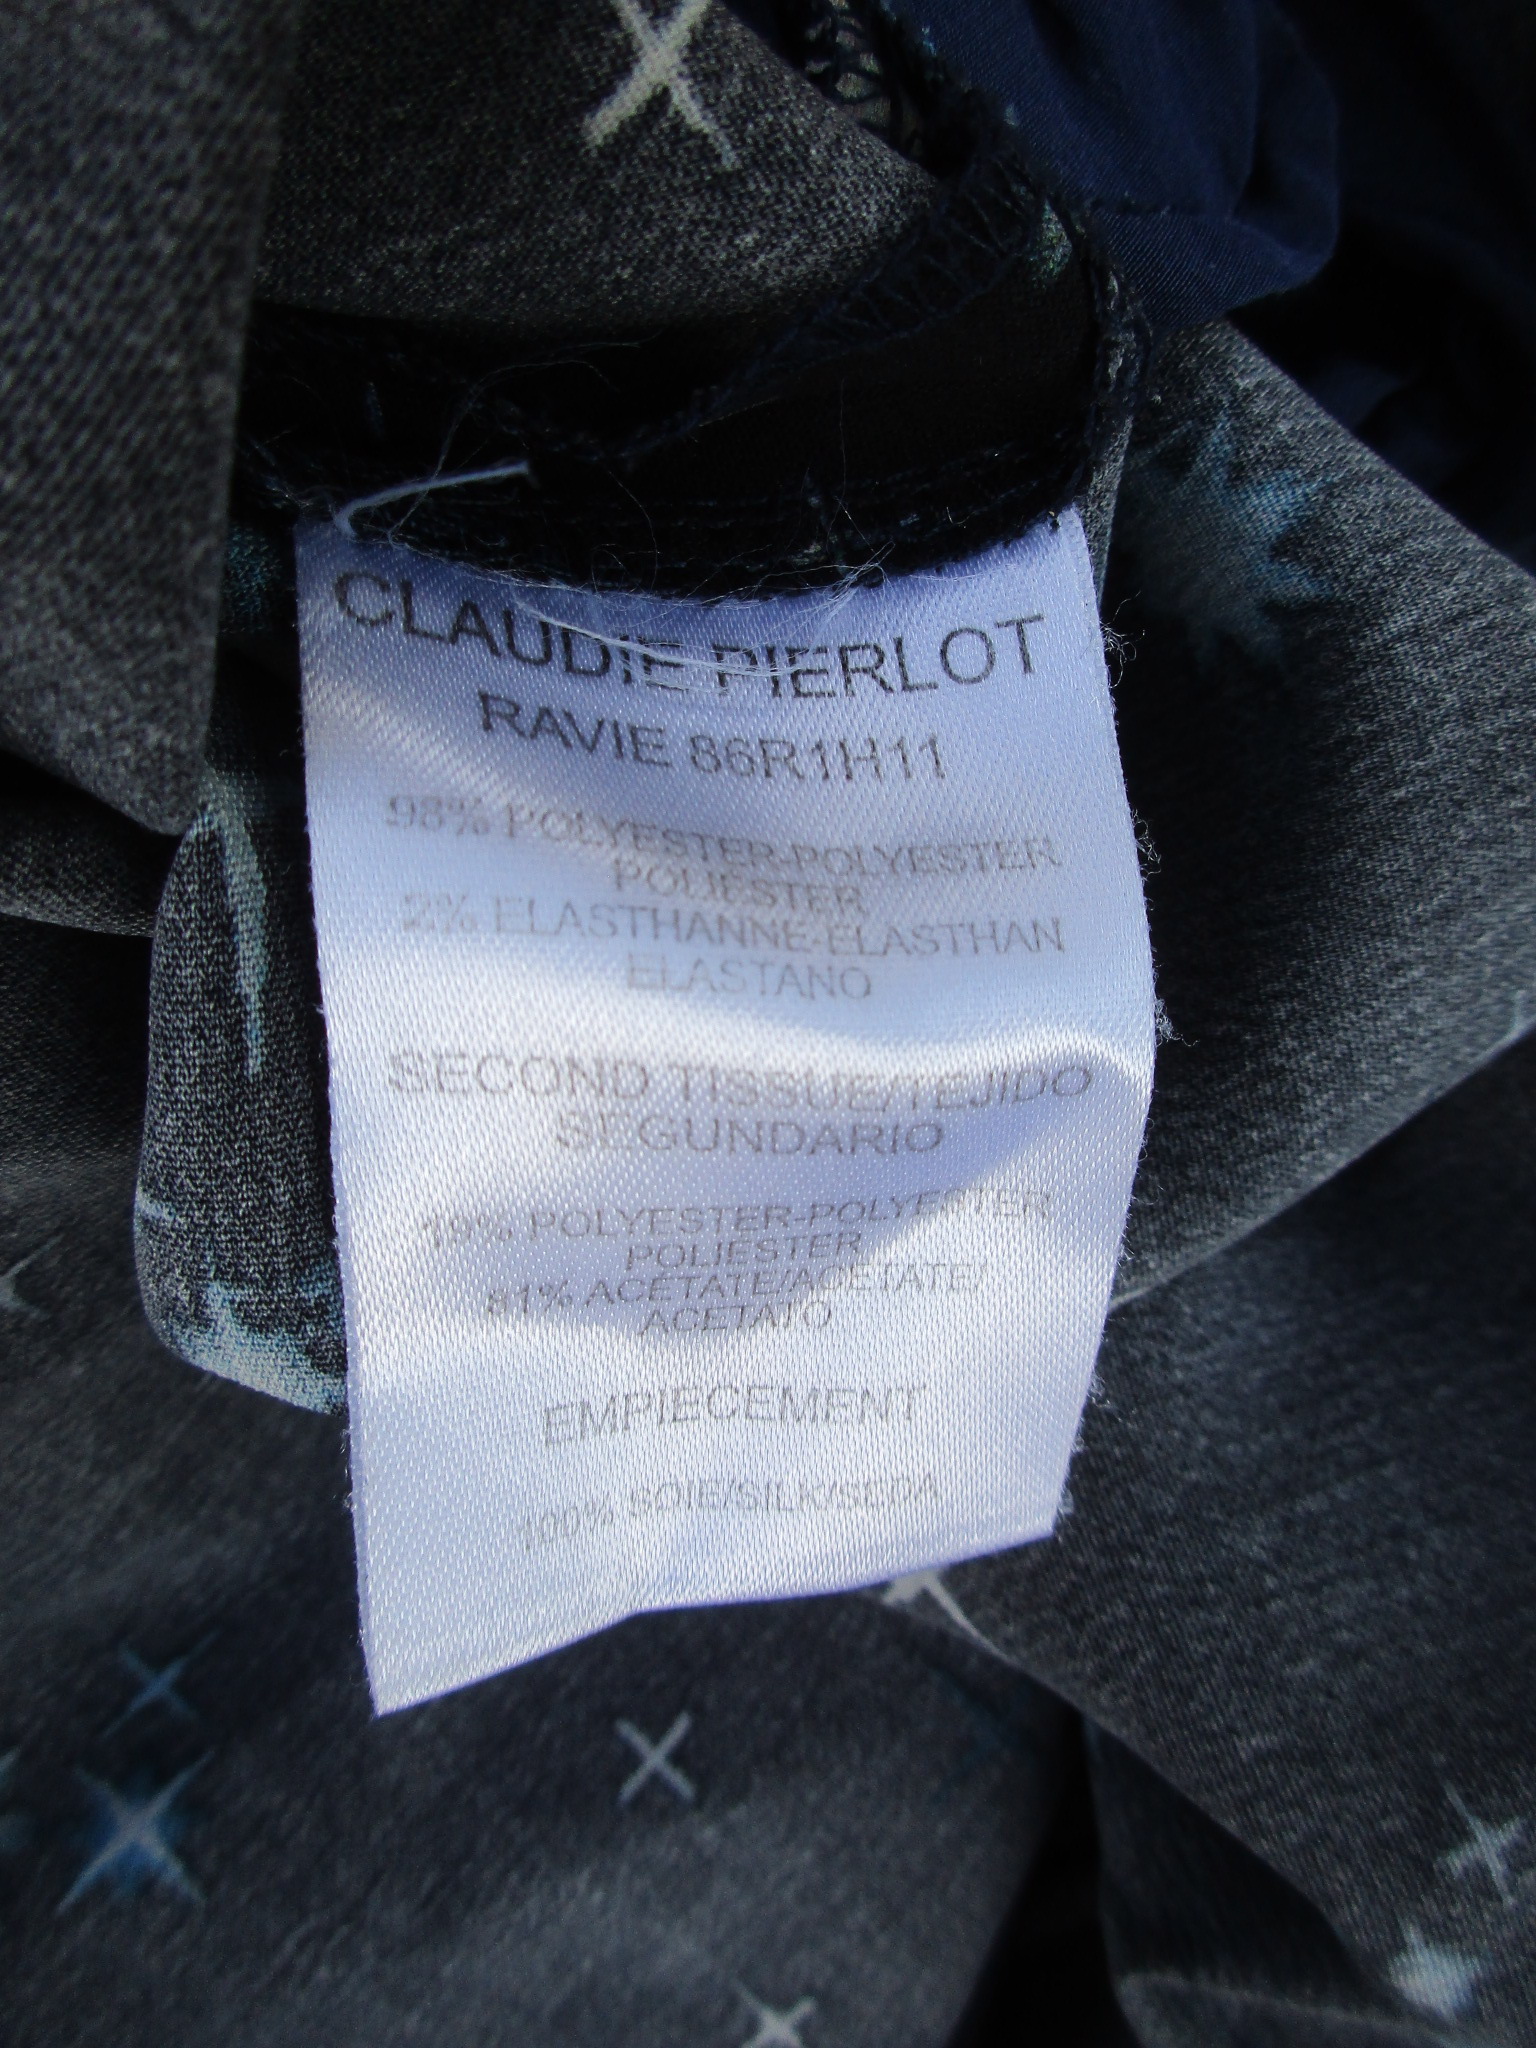 CLAUDIE PIERLOT
RAVIE 86R1H11
98% POLYESTER-POLYESTER
POLIESTER
2% ELASTHANNE-ELASTHAN
ELASTANO
SECOND TISSUE/TEJIDO
SEGUNDARIO
19% POLYESTER-POLYESTER
POLIESTER
81% ACETATE/ACETATE/
ACETATO
EMPIECEMENT
100% SOIE/SILK/SEDA